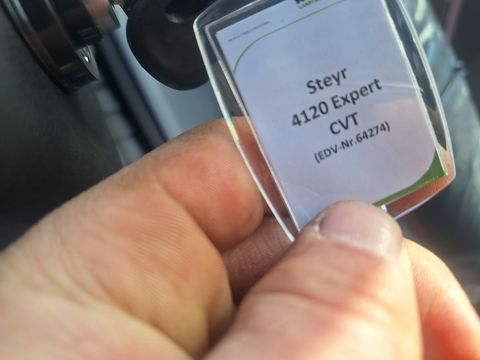 Steyr
4120 Expert
CVT
(EDV-Nr.64274)